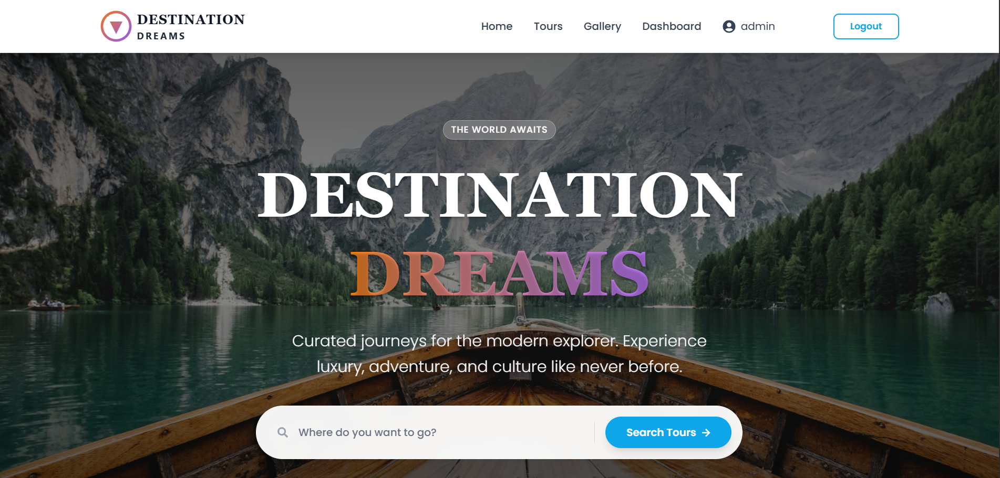 DESTINATION
DREAMS
Home Tours Gallery Dashboard admin Logout
THE WORLD AWAITS
DESTINATION
DREAMS
Curated journeys for the modern explorer. Experience
luxury, adventure, and culture like never before.
Where do you want to go? Search Tours